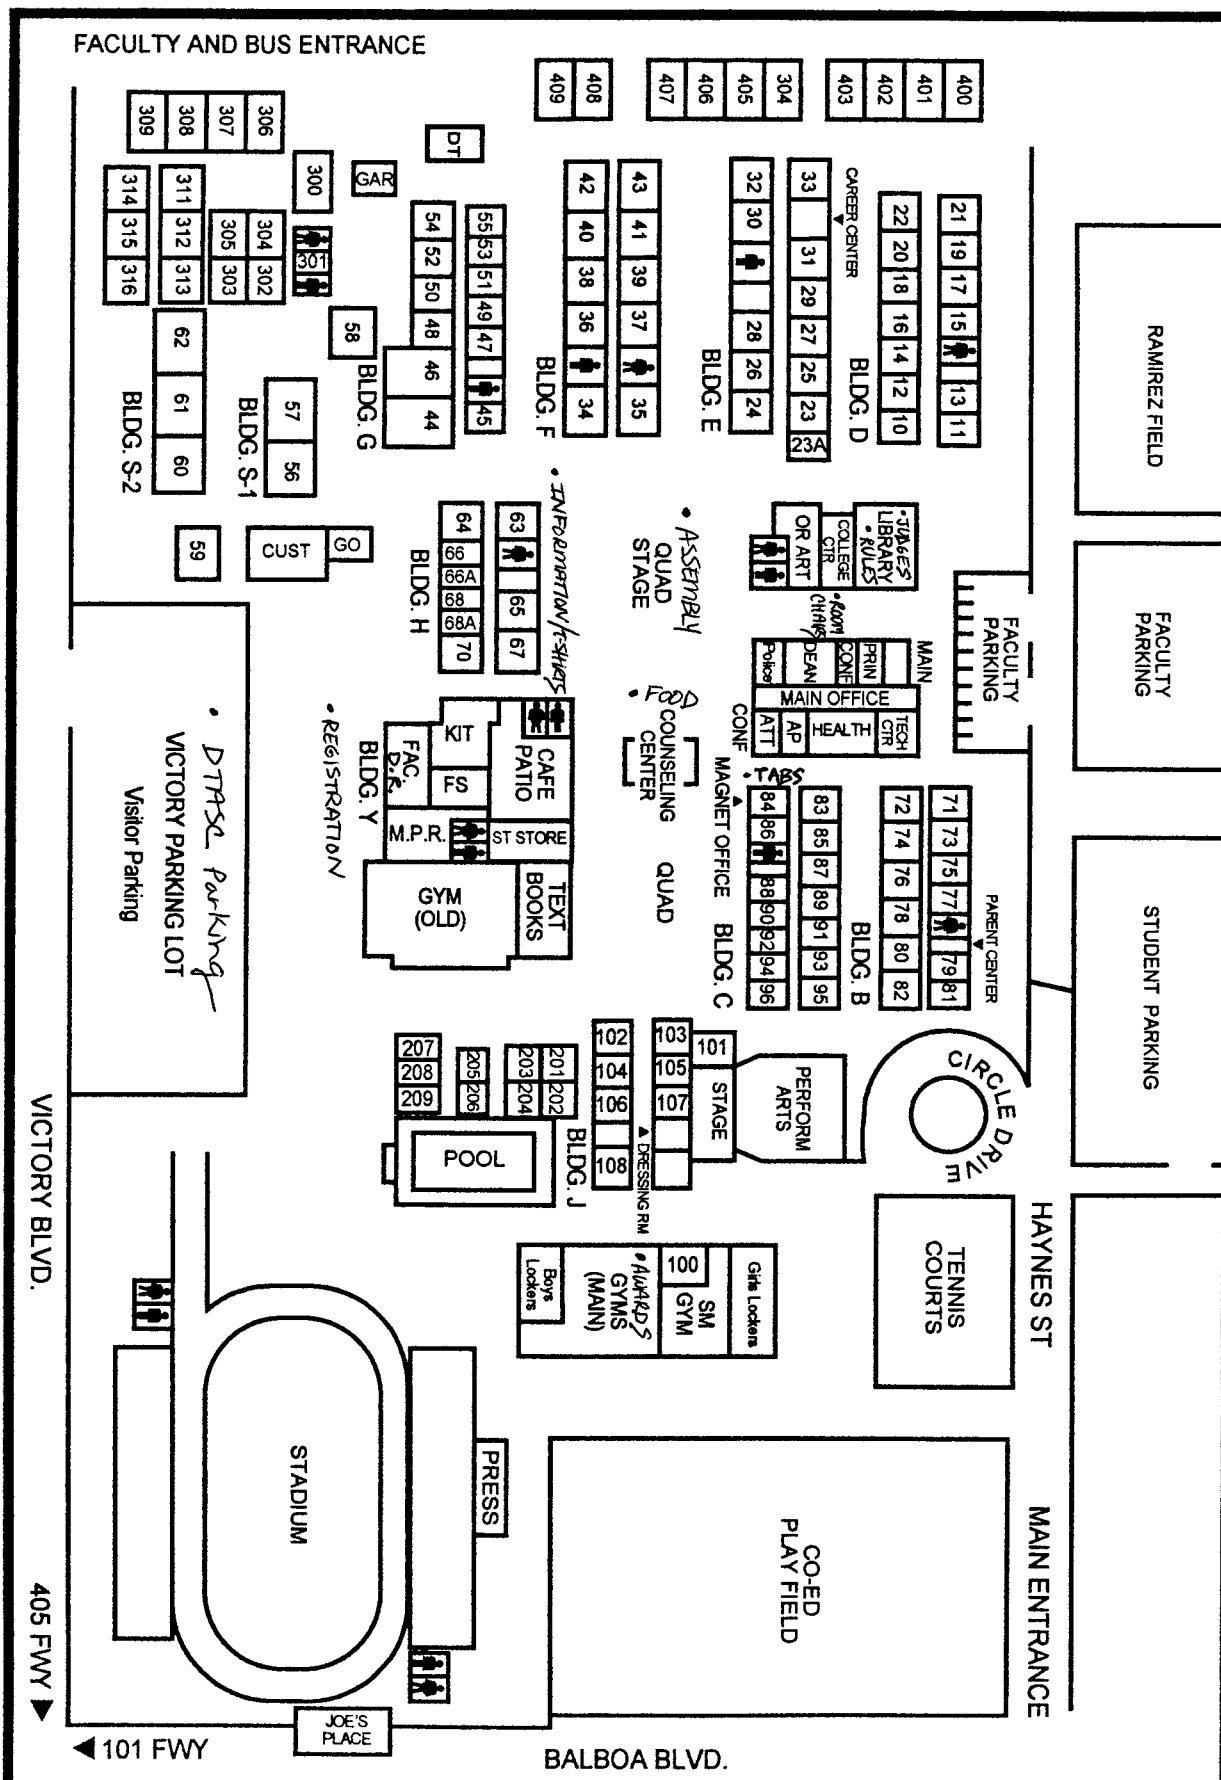 FACULTY AND BUS ENTRANCE
409
408
407
406
405
304
403
402
401
400
309
308
307
306
DT
GAR
300
314
315
316
311
312
313
305
304
303
302
301
54
52
50
48
46
44
55
53
51
49
47
45
BLDG. G
42
40
38
36
34
43
41
39
37
35
BLDG. F
32
30
28
26
24
BLDG. E
33
31
29
27
25
23
23A
CAREER CENTER
22
20
18
16
14
12
10
BLDG. D
21
19
17
15
13
11
RAMIREZ FIELD
58
62
61
60
BLDG. S-2
57
56
BLDG. S-1
59
CUST
GO
64
66
66A
68
68A
70
BLDG. H
63
65
67
• INFORMATION/T-SHIRTS
• ASSEMBLY
QUAD
STAGE
OR ART
COLLEGE
CTR
• JUDGES'
LIBRARY
• RULES
• ROOM
CHAIRS
FACULTY
PARKING
FACULTY
PARKING
Police
DEAN
CONF
PRIN
MAIN
MAIN OFFICE
CONF
ATT
AP
HEALTH
TECH
CTR
• FOOD
COUNSELING
CENTER
QUAD
• REGISTRATION
BLDG. Y
FAC.
D.R.
KIT
FS
CAFE
PATIO
M.P.R.
ST STORE
GYM
(OLD)
TEXT
BOOKS
• DTASC Parking
VICTORY PARKING LOT
Visitor Parking
MAGNET OFFICE
• TABS
84
86
88
90
92
94
96
BLDG. C
83
85
87
89
91
93
95
BLDG. B
72
74
76
78
80
82
71
73
75
77
79
81
PARENT CENTER
STUDENT PARKING
207
208
209
205
206
203
204
201
202
POOL
BLDG. J
102
104
106
108
DRESSING RM
103
105
107
101
STAGE
PERFORM
ARTS
CIRCLE DRIVE
Boys
Lockers
• AWARDS
GYMS
(MAIN)
100
SM
GYM
Girls Lockers
TENNIS
COURTS
HAYNES ST
VICTORY BLVD.
STADIUM
PRESS
CO-ED
PLAY FIELD
MAIN ENTRANCE
405 FWY
JOE'S
PLACE
101 FWY
BALBOA BLVD.